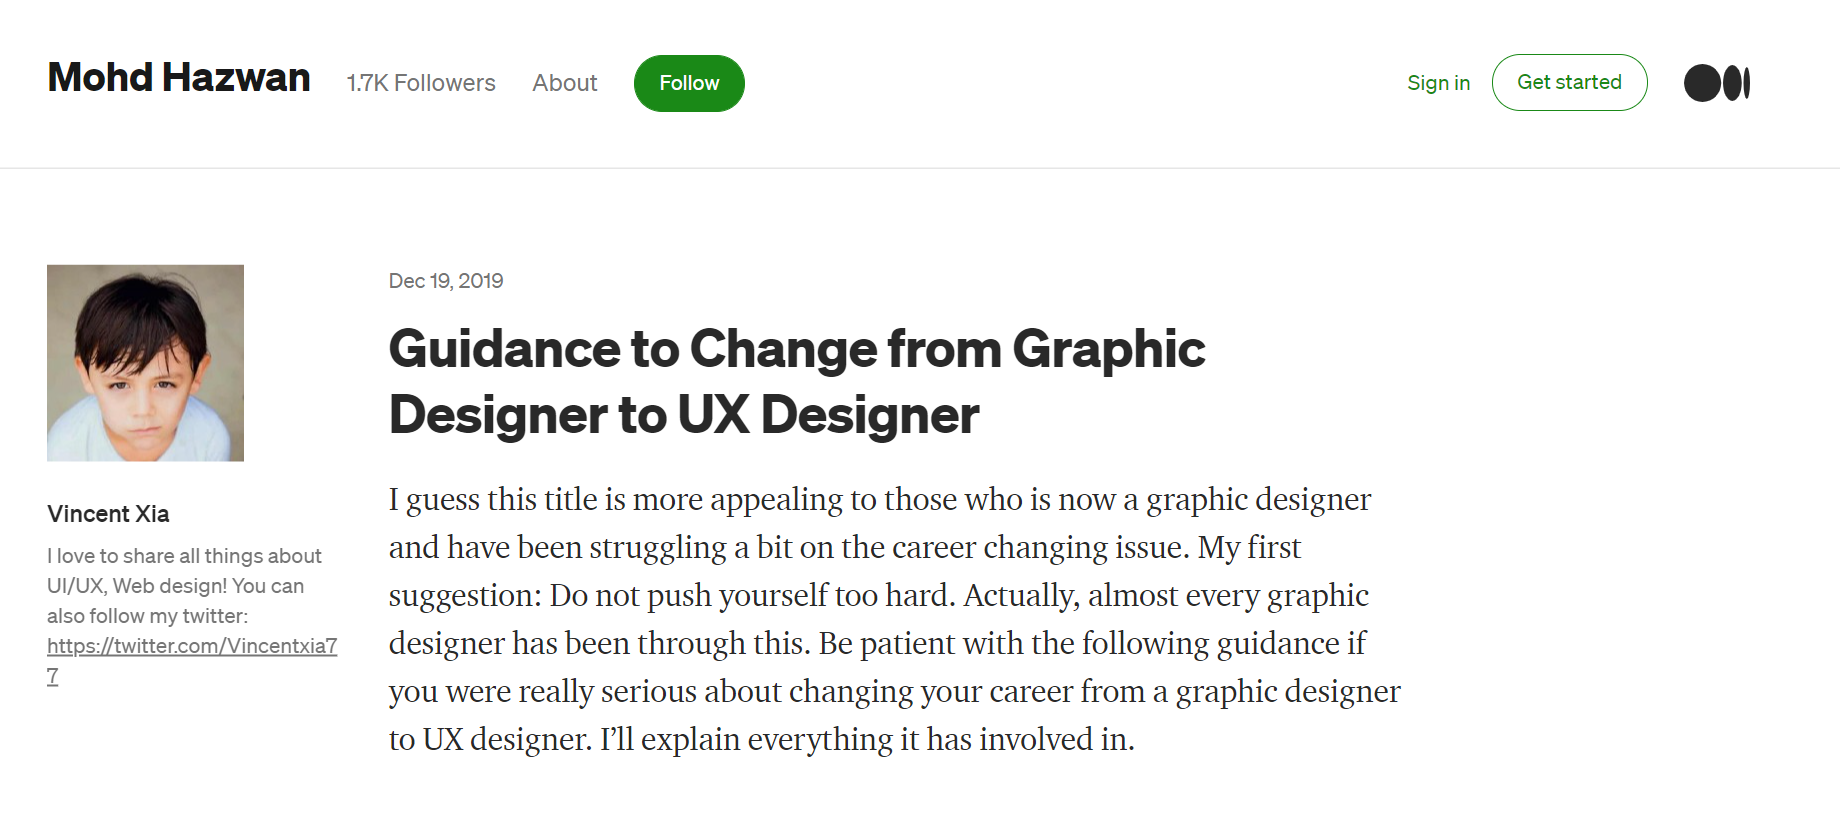 Mohd Hazwan 1.7K Followers About Follow Sign in Get started
Dec 19, 2019
Guidance to Change from Graphic
Designer to UX Designer
I guess this title is more appealing to those who is now a graphic designer
and have been struggling a bit on the career changing issue. My first
suggestion: Do not push yourself too hard. Actually, almost every graphic
designer has been through this. Be patient with the following guidance if
you were really serious about changing your career from a graphic designer
to UX designer. I’ll explain everything it has involved in.
Vincent Xia
I love to share all things about
UI/UX, Web design! You can
also follow my twitter:
https://twitter.com/Vincentxia7
7